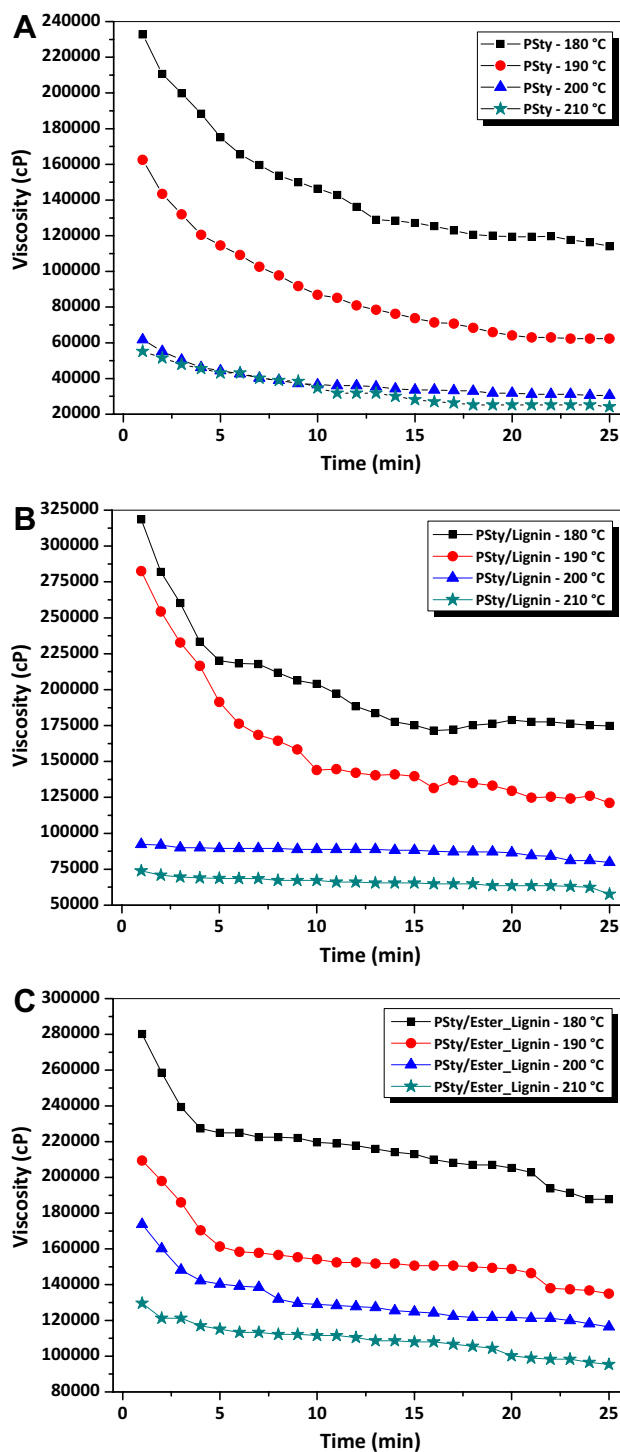 A
240000
220000
200000
180000
160000
140000
120000
100000
80000
60000
40000
20000
Viscosity (cP)
PSty - 180 °C
PSty - 190 °C
PSty - 200 °C
PSty - 210 °C
0 5 10 15 20 25
Time (min)
B
325000
300000
275000
250000
225000
200000
175000
150000
125000
100000
75000
50000
Viscosity (cP)
PSty/Lignin - 180 °C
PSty/Lignin - 190 °C
PSty/Lignin - 200 °C
PSty/Lignin - 210 °C
0 5 10 15 20 25
Time (min)
C
300000
280000
260000
240000
220000
200000
180000
160000
140000
120000
100000
80000
Viscosity (cP)
PSty/Ester_Lignin - 180 °C
PSty/Ester_Lignin - 190 °C
PSty/Ester_Lignin - 200 °C
PSty/Ester_Lignin - 210 °C
0 5 10 15 20 25
Time (min)